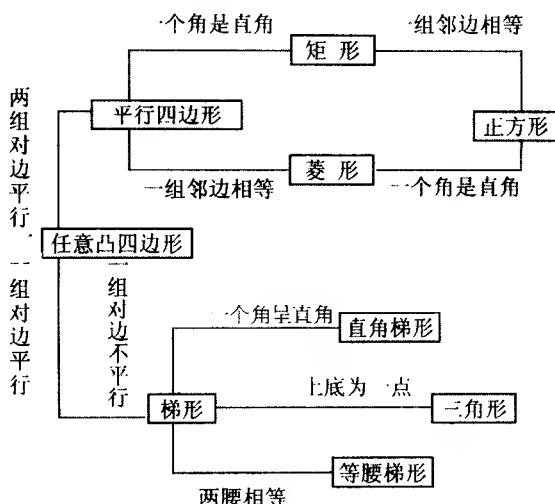 一个角是直角
矩形
一组邻边相等
两组对边平行
平行四边形
正方形
一组邻边相等
菱形
一个角是直角
任意凸四边形
一组对边平行
一组对边不平行
一个角呈直角
直角梯形
梯形
上底为一点
三角形
等腰梯形
两腰相等